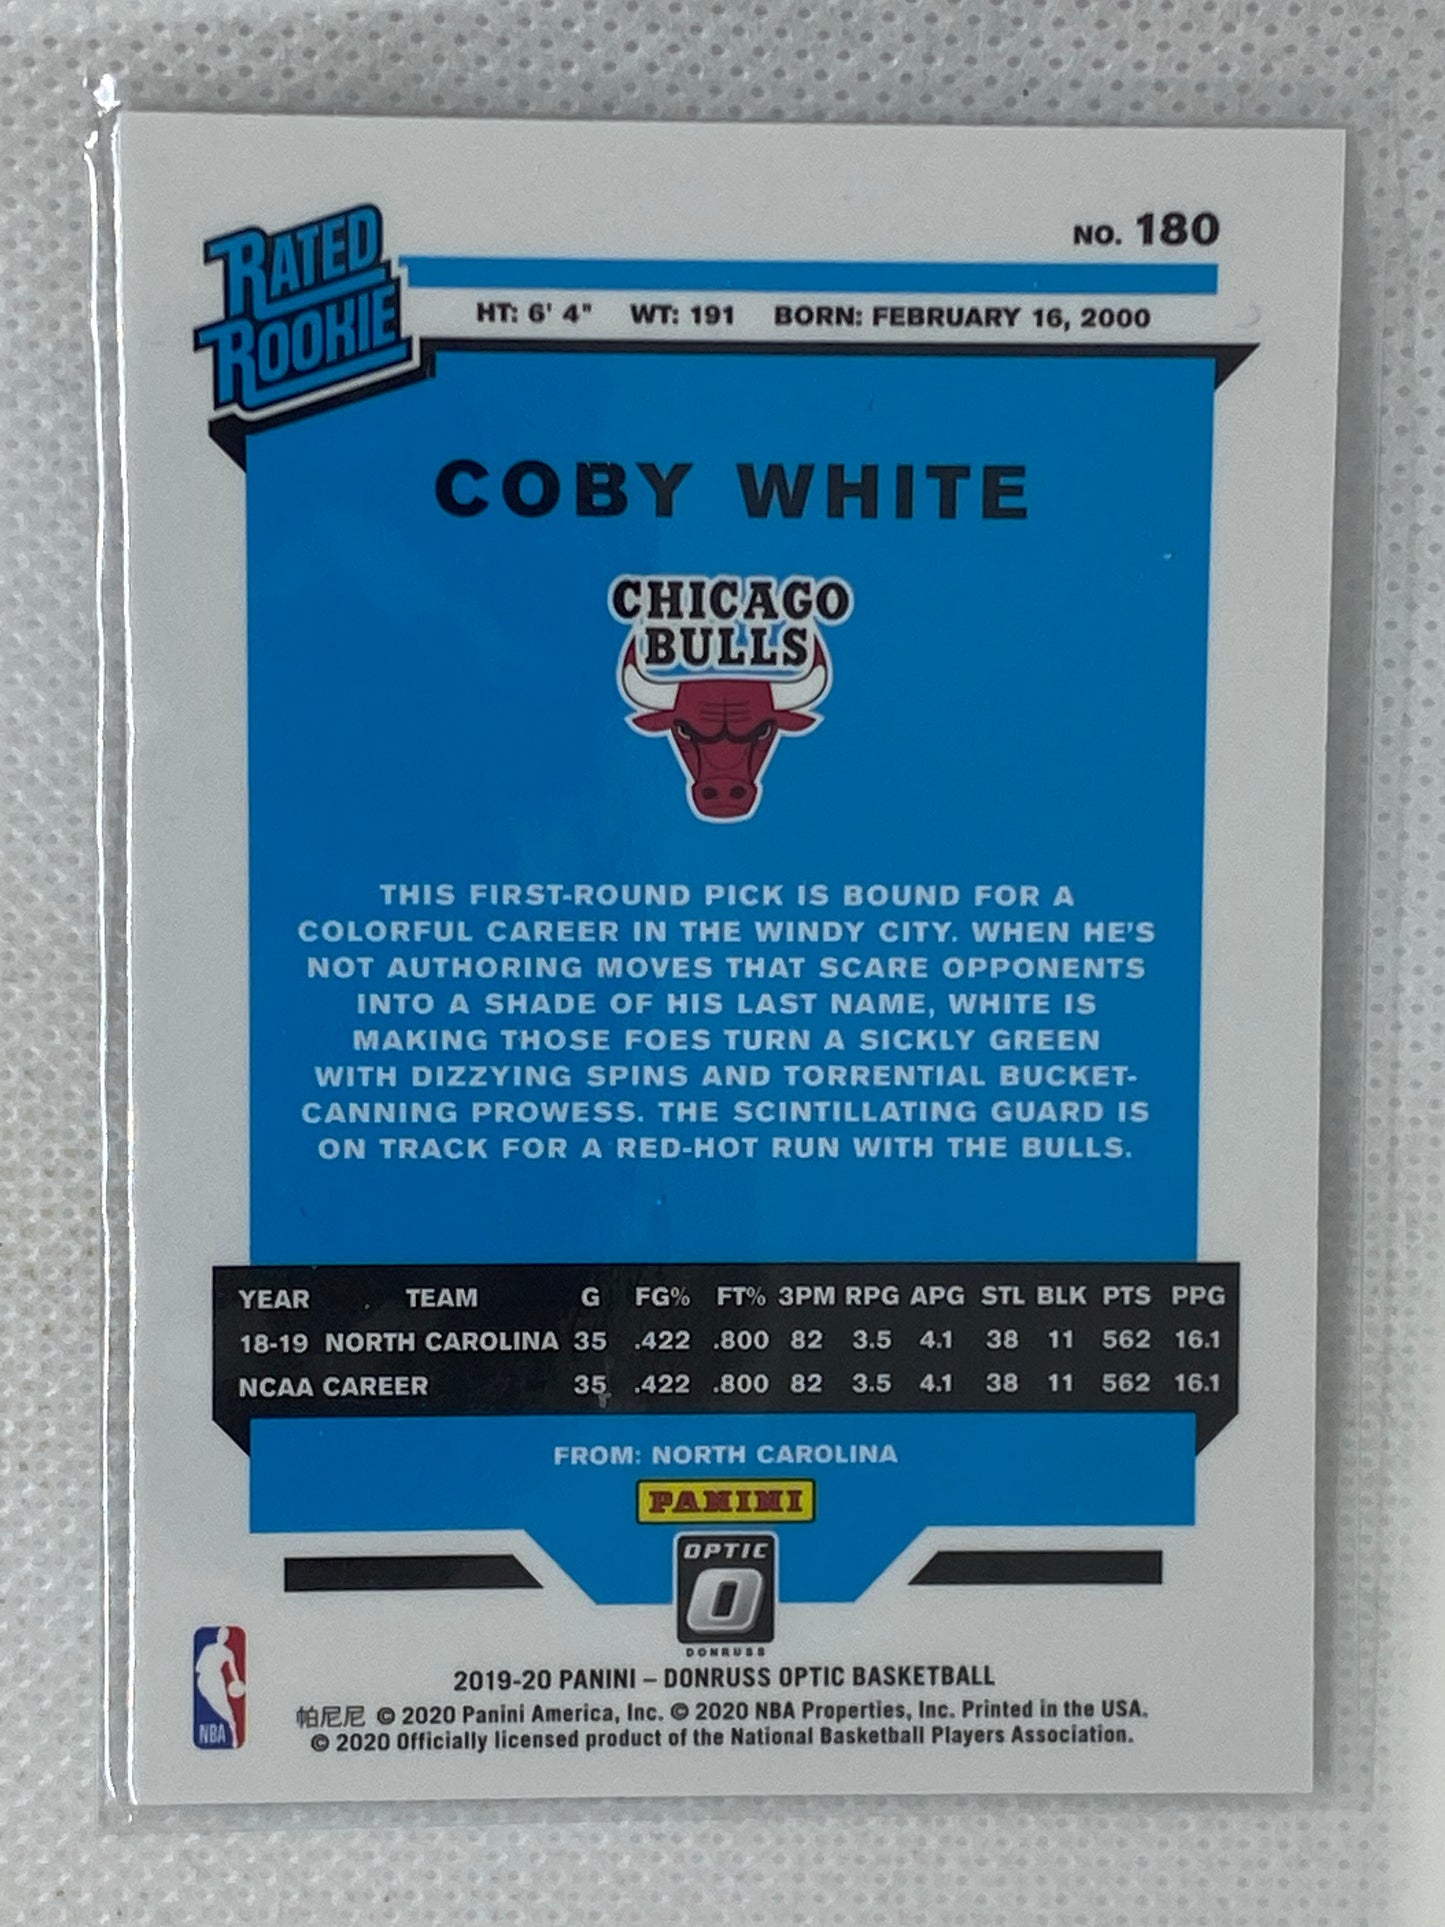 RATED
ROOKIE
NO. 180
HT: 6' 4" WT: 191 BORN: FEBRUARY 16, 2000
COBY WHITE
CHICAGO
BULLS
THIS FIRST-ROUND PICK IS BOUND FOR A
COLORFUL CAREER IN THE WINDY CITY. WHEN HE'S
NOT AUTHORING MOVES THAT SCARE OPPONENTS
INTO A SHADE OF HIS LAST NAME, WHITE IS
MAKING THOSE FOES TURN A SICKLY GREEN
WITH DIZZYING SPINS AND TORRENTIAL BUCKET-
CANNING PROWESS. THE SCINTILLATING GUARD IS
ON TRACK FOR A RED-HOT RUN WITH THE BULLS.
YEAR TEAM G FG% FT% 3PM RPG APG STL BLK PTS PPG
18-19 NORTH CAROLINA 35 .422 .800 82 3.5 4.1 38 11 562 16.1
NCAA CAREER 35 .422 .800 82 3.5 4.1 38 11 562 16.1
FROM: NORTH CAROLINA
PANINI
OPTIC
O
DONRUSS
NBA
2019-20 PANINI – DONRUSS OPTIC BASKETBALL
帕尼尼 © 2020 Panini America, Inc. © 2020 NBA Properties, Inc. Printed in the USA.
© 2020 Officially licensed product of the National Basketball Players Association.